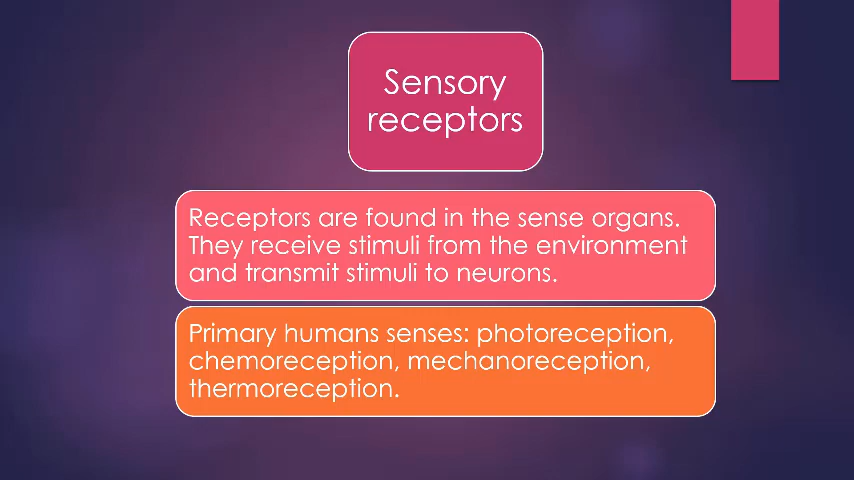 Sensory
receptors
Receptors are found in the sense organs.
They receive stimuli from the environment
and transmit stimuli to neurons.
Primary humans senses: photoreception,
chemoreception, mechanoreception,
thermoreception.